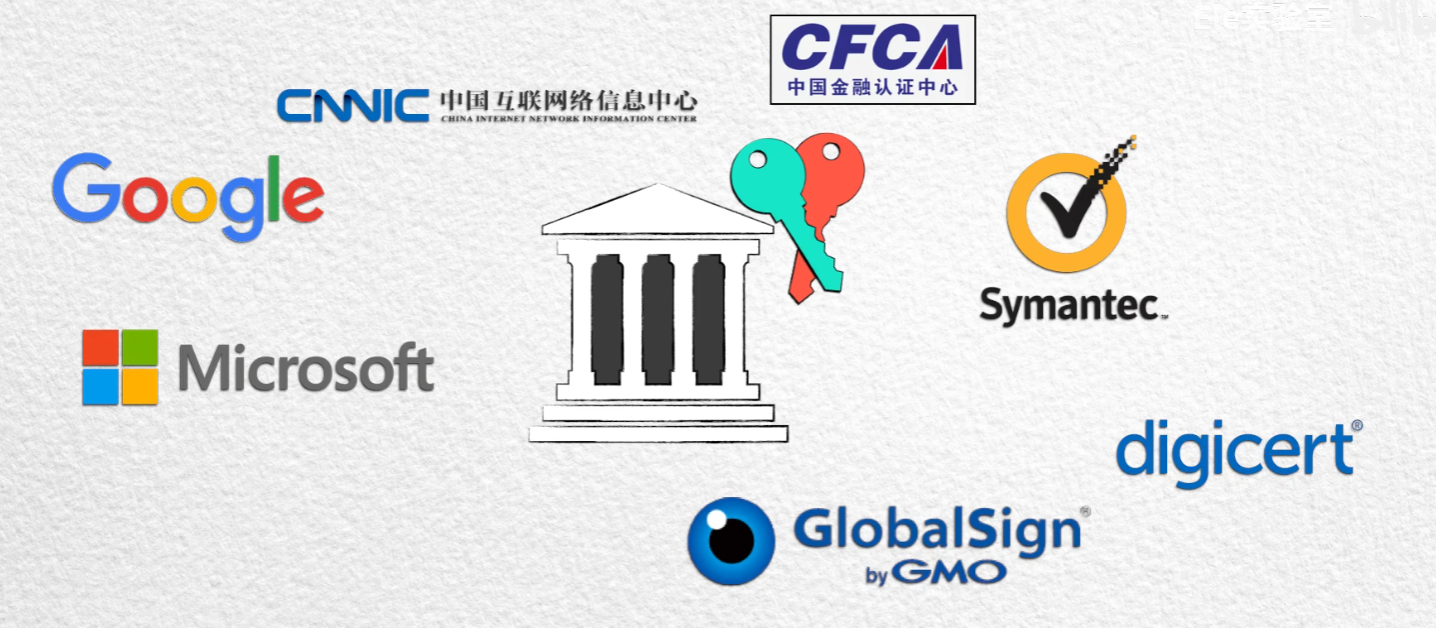 CFCA
中国金融认证中心
CNNIC 中国互联网络信息中心
CHINA INTERNET NETWORK INFORMATION CENTER
Google
Symantec™
Microsoft
digicert®
GlobalSign®
by GMO